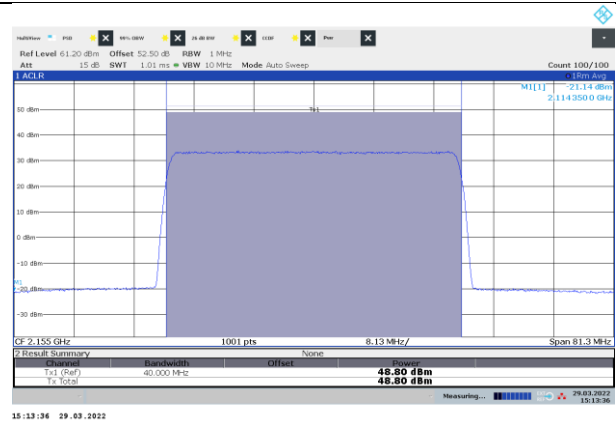 MultiView PSD 99% OBW 26 dB BW CCDF Pwr
Ref Level 61.20 dBm Offset 52.50 dB RBW 1 MHz
Att 15 dB SWT 1.01 ms VBW 10 MHz Mode Auto Sweep Count 100/100
1 ACLR 1Rm Avg
M1[1] -21.14 dBm
2.1143500 GHz
50 dBm
Tx1
40 dBm
30 dBm
20 dBm
10 dBm
0 dBm
-10 dBm
M1
-20 dBm
-30 dBm
CF 2.155 GHz 1001 pts 8.13 MHz/ Span 81.3 MHz
2 Result Summary None
Channel Bandwidth Offset Power
Tx1 (Ref) 40.000 MHz 48.80 dBm
Tx Total 48.80 dBm
Measuring... 29.03.2022
15:13:36
15:13:36 29.03.2022